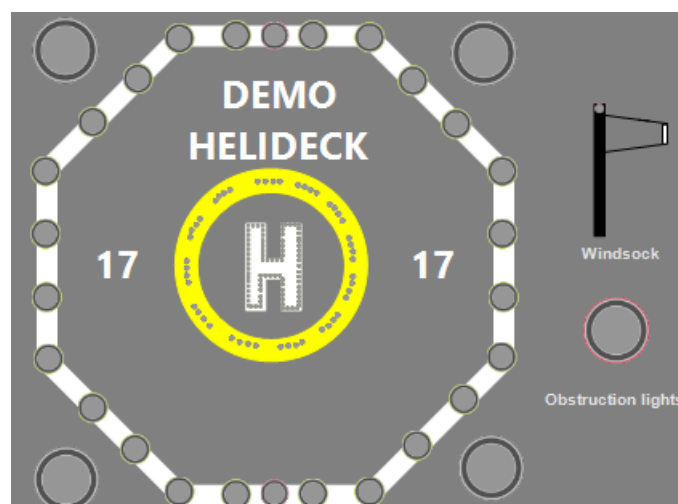 DEMO
HELIDECK
17
17
H
Windsock
Obstruction lights